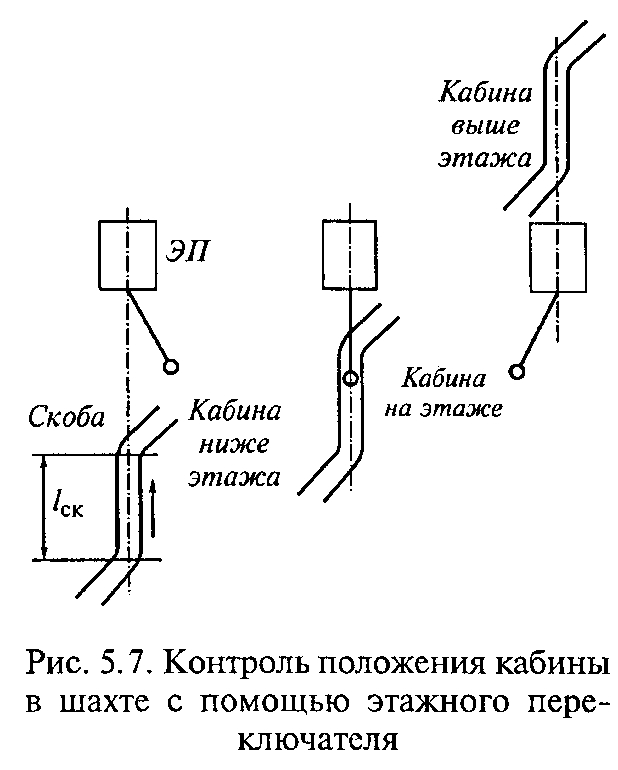 Кабина
выше
этажа
ЭП
Скоба
Кабина
ниже
этажа
Кабина
на этаже
lск
Рис. 5.7. Контроль положения кабины
в шахте с помощью этажного пере-
ключателя